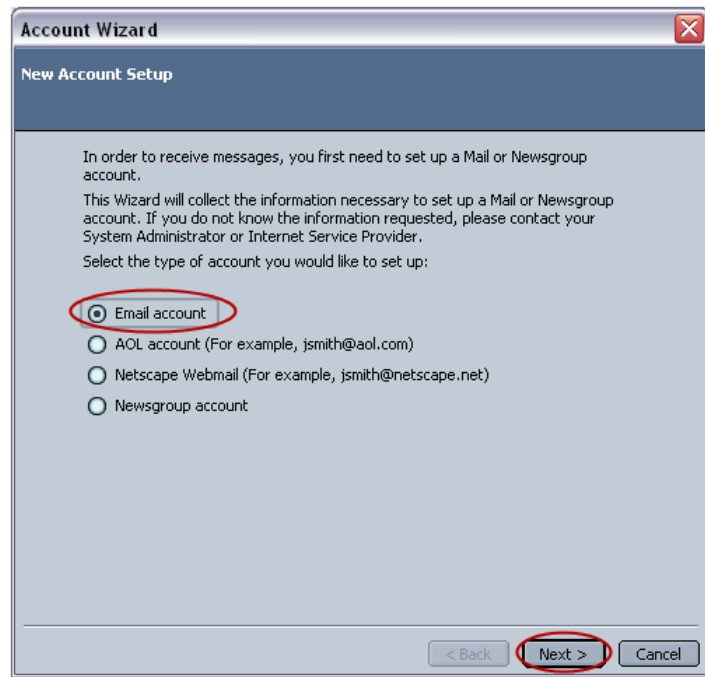 Account Wizard
New Account Setup
In order to receive messages, you first need to set up a Mail or Newsgroup
account.
This Wizard will collect the information necessary to set up a Mail or Newsgroup
account. If you do not know the information requested, please contact your
System Administrator or Internet Service Provider.
Select the type of account you would like to set up:
Email account
AOL account (For example, jsmith@aol.com)
Netscape Webmail (For example, jsmith@netscape.net)
Newsgroup account
< Back Next > Cancel